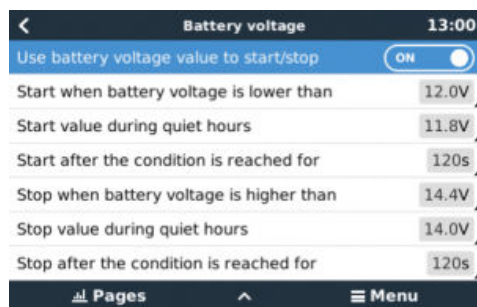 Battery voltage 13:00
Use battery voltage value to start/stop ON
Start when battery voltage is lower than 12.0V
Start value during quiet hours 11.8V
Start after the condition is reached for 120s
Stop when battery voltage is higher than 14.4V
Stop value during quiet hours 14.0V
Stop after the condition is reached for 120s
Pages Menu